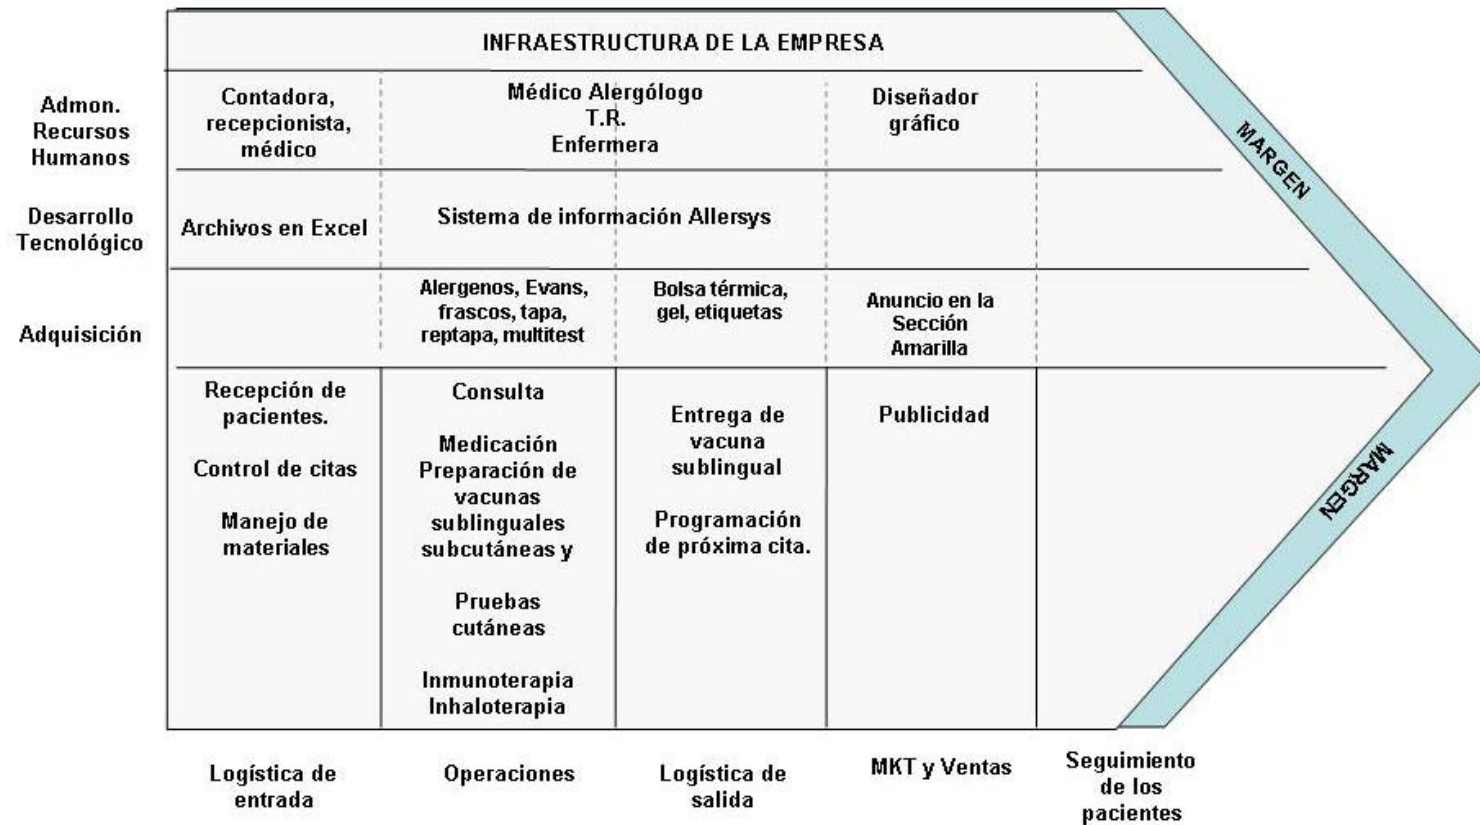 INFRAESTRUCTURA DE LA EMPRESA
Admon.
Recursos
Humanos
Contadora,
recepcionista,
médico
Médico Alergólogo
T.R.
Enfermera
Diseñador
gráfico
MARGEN
Desarrollo
Tecnológico
Archivos en Excel
Sistema de información Allersys
Adquisición
Alergenos, Evans,
frascos, tapa,
reptapa, multitest
Bolsa térmica,
gel, etiquetas
Anuncio en la
Sección
Amarilla
Recepción de
pacientes.
Control de citas
Manejo de
materiales
Consulta
Medicación
Preparación de
vacunas
sublinguales
subcutáneas y
Pruebas
cutáneas
Inmunoterapia
Inhaloterapia
Entrega de
vacuna
sublingual
Programación
de próxima cita.
Publicidad
MARGEN
Logística de
entrada
Operaciones
Logística de
salida
MKT y Ventas
Seguimiento
de los
pacientes